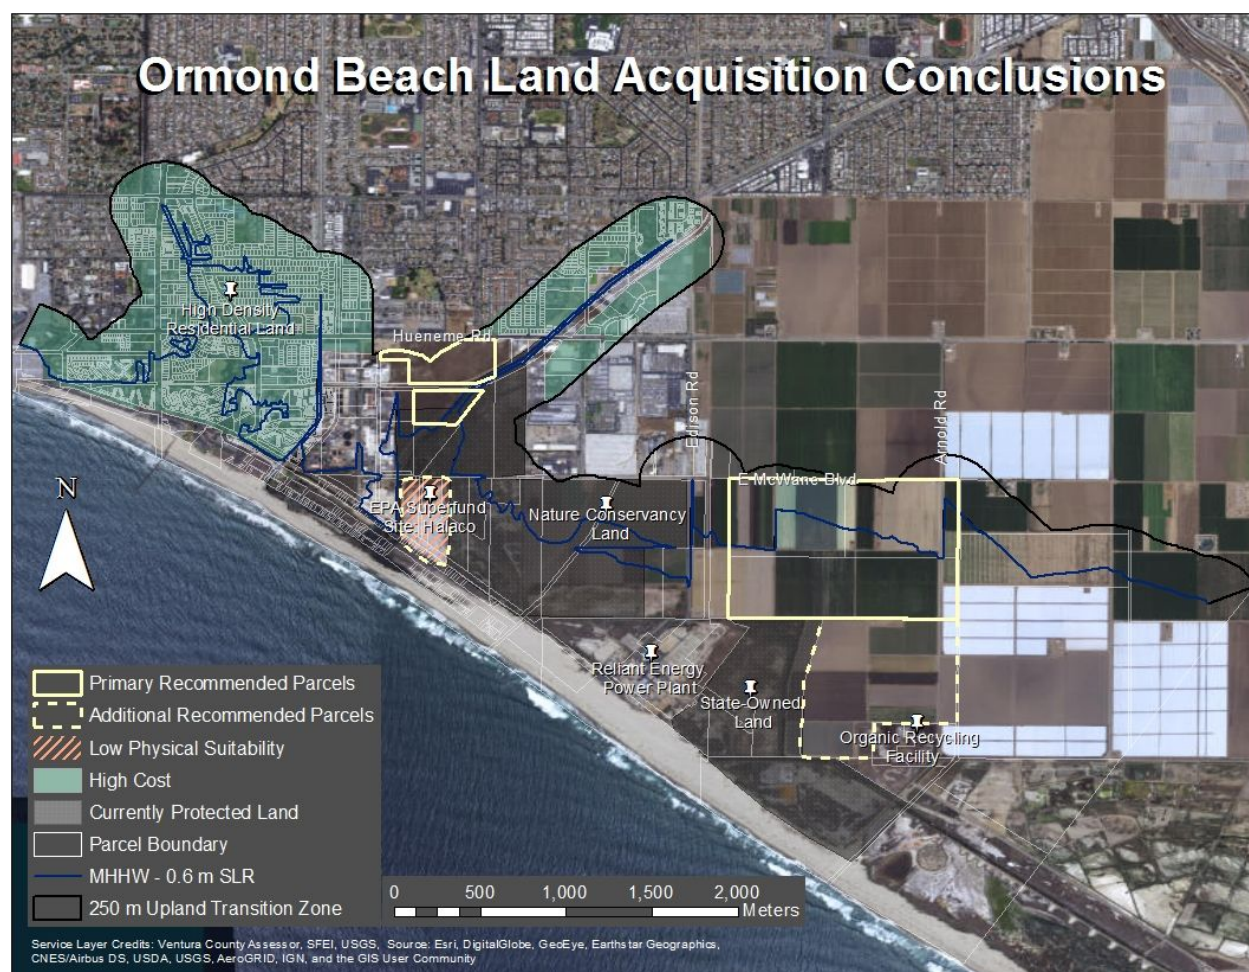 Ormond Beach Land Acquisition Conclusions
High Density
Residential Land
Hueneme Rd
Edison Rd
Arnold Rd
E McWane Blvd
N
EPA Superfund
Site: Halaco
Nature Conservancy
Land
Reliant Energy
Power Plant
State-Owned
Land
Organic Recycling
Facility
Primary Recommended Parcels
Additional Recommended Parcels
Low Physical Suitability
High Cost
Currently Protected Land
Parcel Boundary
MHHW - 0.6 m SLR
250 m Upland Transition Zone
0 500 1,000 1,500 2,000
Meters
Service Layer Credits: Ventura County Assessor, SFEI, USGS, Source: Esri, DigitalGlobe, GeoEye, Earthstar Geographics,
CNES/Airbus DS, USDA, USGS, AeroGRID, IGN, and the GIS User Community